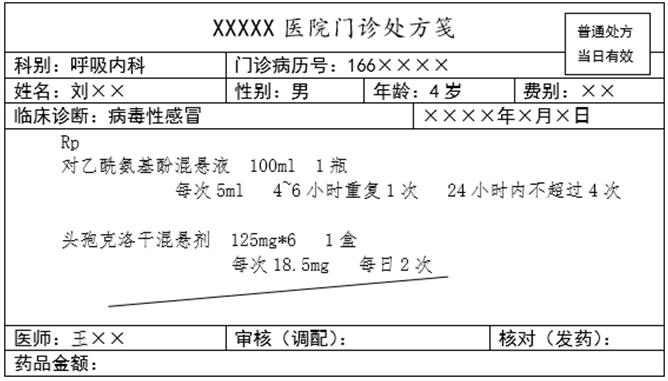 XXXXX 医院门诊处方笺
普通处方
当日有效
科别：呼吸内科 门诊病历号：166××××
姓名：刘×× 性别：男 年龄：4 岁 费别：××
临床诊断：病毒性感冒 ××××年×月×日
Rp
对乙酰氨基酚混悬液 100ml 1 瓶
每次 5ml 4~6 小时重复 1 次 24 小时内不超过 4 次
头孢克洛干混悬剂 125mg*6 1 盒
每次 18.5mg 每日 2 次
医师：王×× 审核（调配）： 核对（发药）：
药品金额：